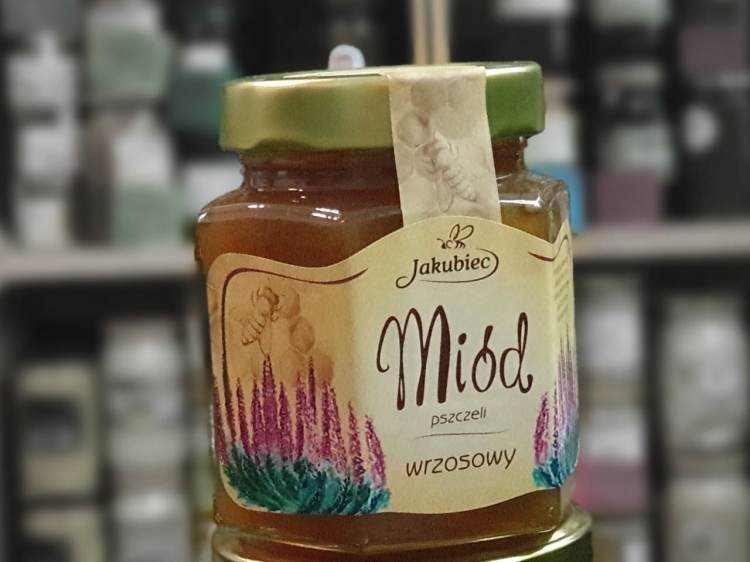 Jakubiec
Miód
pszczeli
wrzosowy